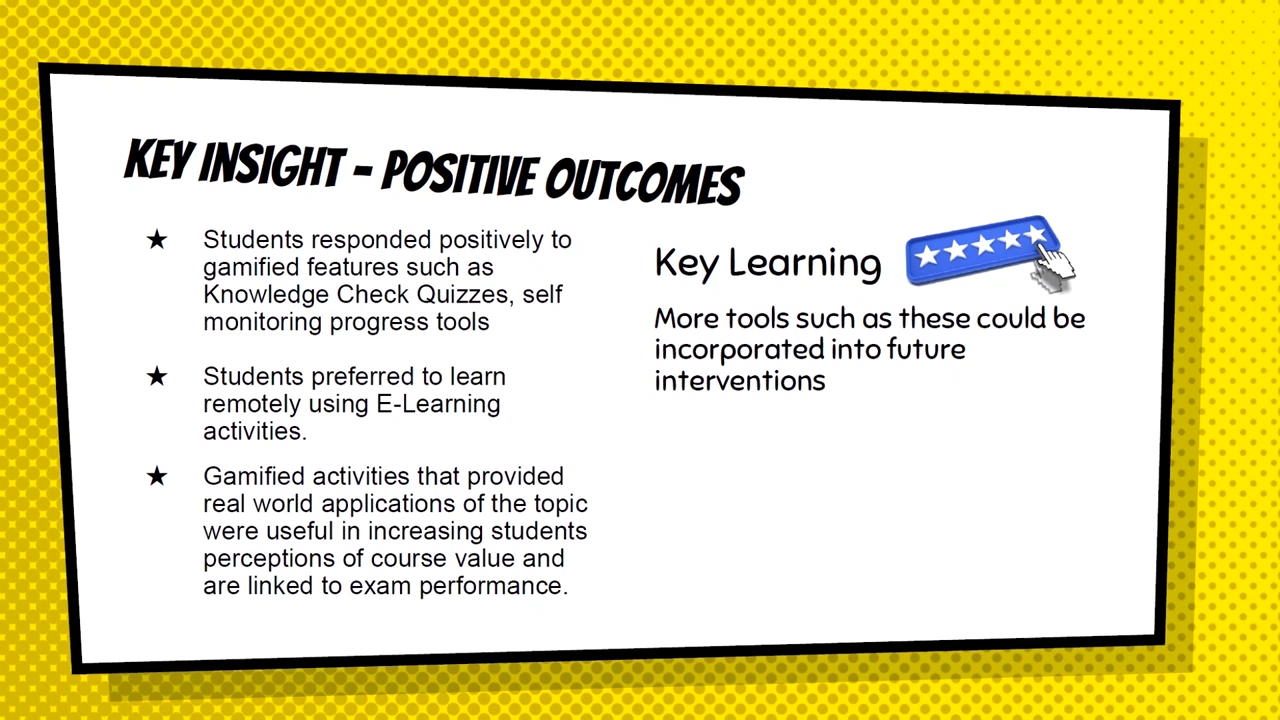 KEY INSIGHT - POSITIVE OUTCOMES
★ Students responded positively to
gamified features such as
Knowledge Check Quizzes, self
monitoring progress tools
★ Students preferred to learn
remotely using E-Learning
activities.
★ Gamified activities that provided
real world applications of the topic
were useful in increasing students
perceptions of course value and
are linked to exam performance.
Key Learning
More tools such as these could be
incorporated into future
interventions